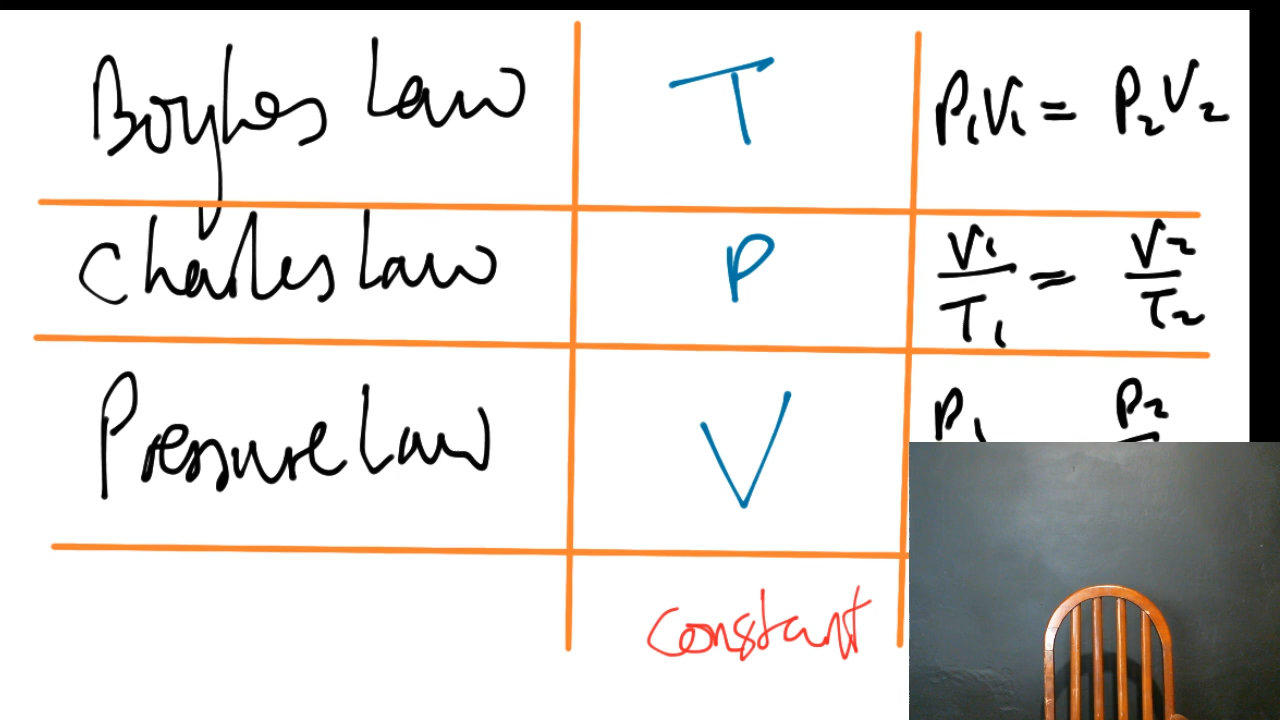 Boyles Law T P₁V₁ = P₂V₂
Charles Law P V₁/T₁ = V₂/T₂
Pressure Law V P₁ P₂
constant